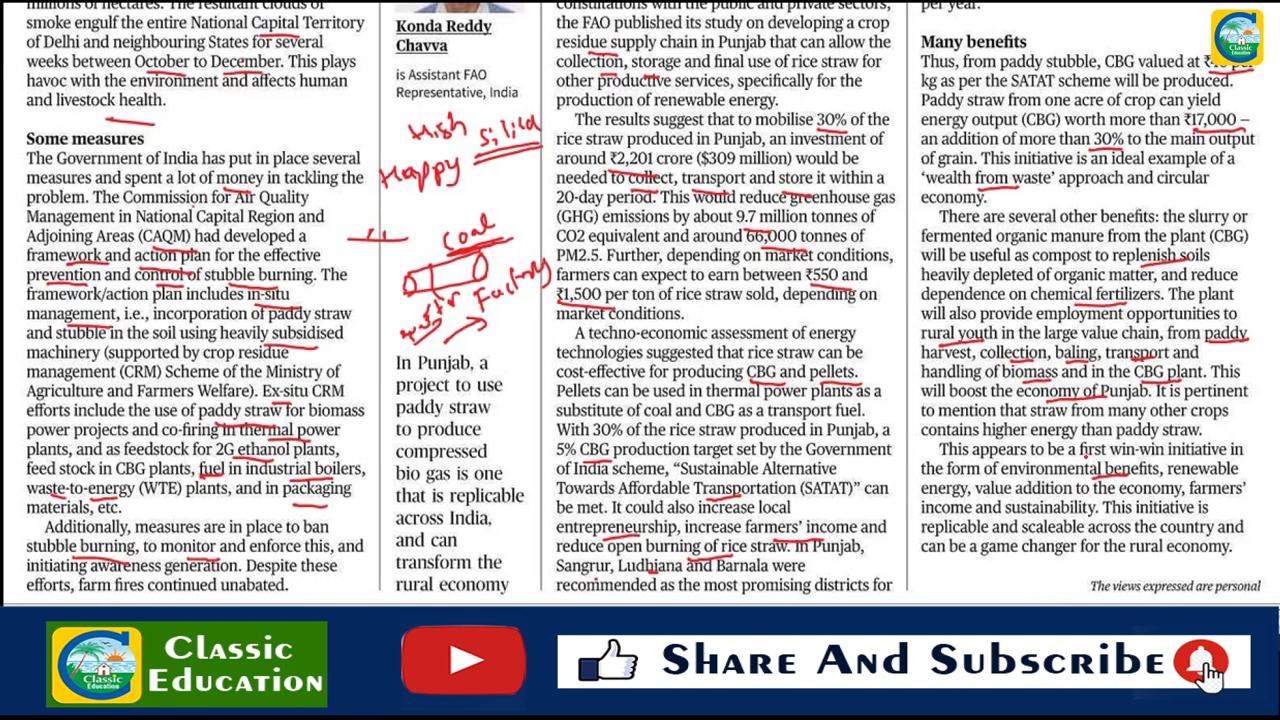 millions of hectares. The resultant clouds of
smoke engulf the entire National Capital Territory
of Delhi and neighbouring States for several
weeks between October to December. This plays
havoc with the environment and affects human
and livestock health.
Some measures
The Government of India has put in place several
measures and spent a lot of money in tackling the
problem. The Commission for Air Quality
Management in National Capital Region and
Adjoining Areas (CAQM) had developed a
framework and action plan for the effective
prevention and control of stubble burning. The
framework/action plan includes in-situ
management, i.e., incorporation of paddy straw
and stubble in the soil using heavily subsidised
machinery (supported by crop residue
management (CRM) Scheme of the Ministry of
Agriculture and Farmers Welfare). Ex-situ CRM
efforts include the use of paddy straw for biomass
power projects and co-firing in thermal power
plants, and as feedstock for 2G ethanol plants,
feed stock in CBG plants, fuel in industrial boilers,
waste-to-energy (WTE) plants, and in packaging
materials, etc.
Additionally, measures are in place to ban
stubble burning, to monitor and enforce this, and
initiating awareness generation. Despite these
efforts, farm fires continued unabated.
Konda Reddy
Chavva
is Assistant FAO
Representative, India
High Silica
Happy
Coal
Factory
In Punjab, a
project to use
paddy straw
to produce
compressed
bio gas is one
that is replicable
across India,
and can
transform the
rural economy
consultations with the public and private sectors,
the FAO published its study on developing a crop
residue supply chain in Punjab that can allow the
collection, storage and final use of rice straw for
other productive services, specifically for the
production of renewable energy.
The results suggest that to mobilise 30% of the
rice straw produced in Punjab, an investment of
around ₹2,201 crore ($309 million) would be
needed to collect, transport and store it within a
20-day period. This would reduce greenhouse gas
(GHG) emissions by about 9.7 million tonnes of
CO2 equivalent and around 66,000 tonnes of
PM2.5. Further, depending on market conditions,
farmers can expect to earn between ₹550 and
₹1,500 per ton of rice straw sold, depending on
market conditions.
A techno-economic assessment of energy
technologies suggested that rice straw can be
cost-effective for producing CBG and pellets.
Pellets can be used in thermal power plants as a
substitute of coal and CBG as a transport fuel.
With 30% of the rice straw produced in Punjab, a
5% CBG production target set by the Government
of India scheme, “Sustainable Alternative
Towards Affordable Transportation (SATAT)” can
be met. It could also increase local
entrepreneurship, increase farmers’ income and
reduce open burning of rice straw. In Punjab,
Sangrur, Ludhiana and Barnala were
recommended as the most promising districts for
per year.
Many benefits
Thus, from paddy stubble, CBG valued at per
kg as per the SATAT scheme will be produced.
Paddy straw from one acre of crop can yield
energy output (CBG) worth more than ₹17,000 –
an addition of more than 30% to the main output
of grain. This initiative is an ideal example of a
‘wealth from waste’ approach and circular
economy.
There are several other benefits: the slurry or
fermented organic manure from the plant (CBG)
will be useful as compost to replenish soils
heavily depleted of organic matter, and reduce
dependence on chemical fertilizers. The plant
will also provide employment opportunities to
rural youth in the large value chain, from paddy
harvest, collection, baling, transport and
handling of biomass and in the CBG plant. This
will boost the economy of Punjab. It is pertinent
to mention that straw from many other crops
contains higher energy than paddy straw.
This appears to be a first win-win initiative in
the form of environmental benefits, renewable
energy, value addition to the economy, farmers’
income and sustainability. This initiative is
replicable and scaleable across the country and
can be a game changer for the rural economy.
The views expressed are personal
Classic
Education
Classic
Education
Classic
Education
Share And Subscribe